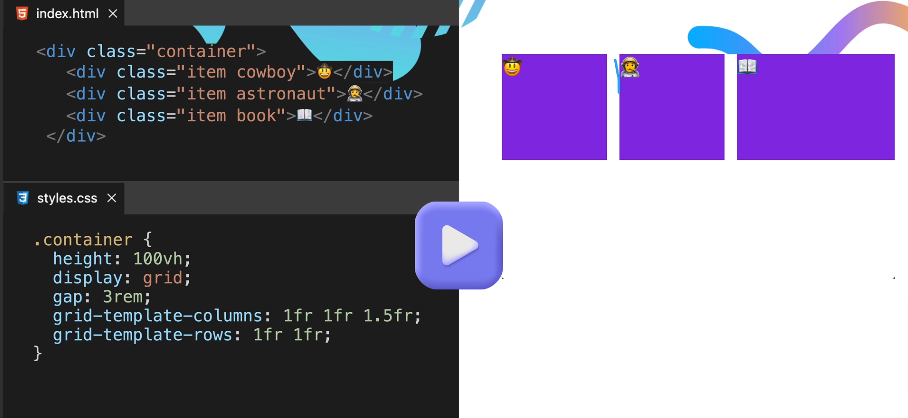 index.html ×
<div class="container">
<div class="item cowboy">🤠</div>
<div class="item astronaut">👩‍🚀</div>
<div class="item book">📖</div>
</div>
styles.css ×
.container {
height: 100vh;
display: grid;
gap: 3rem;
grid-template-columns: 1fr 1fr 1.5fr;
grid-template-rows: 1fr 1fr;
}
🤠 👩‍🚀 📖